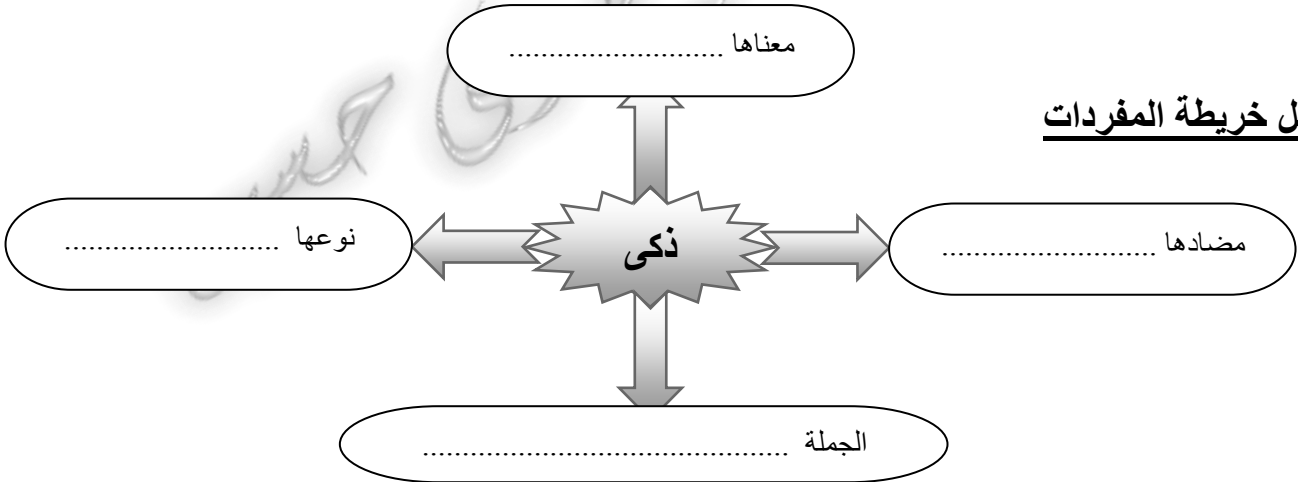 معناها ...........................
ل خريطة المفردات
مضادها ...........................
ذكى
نوعها ...........................
الجملة ..............................................